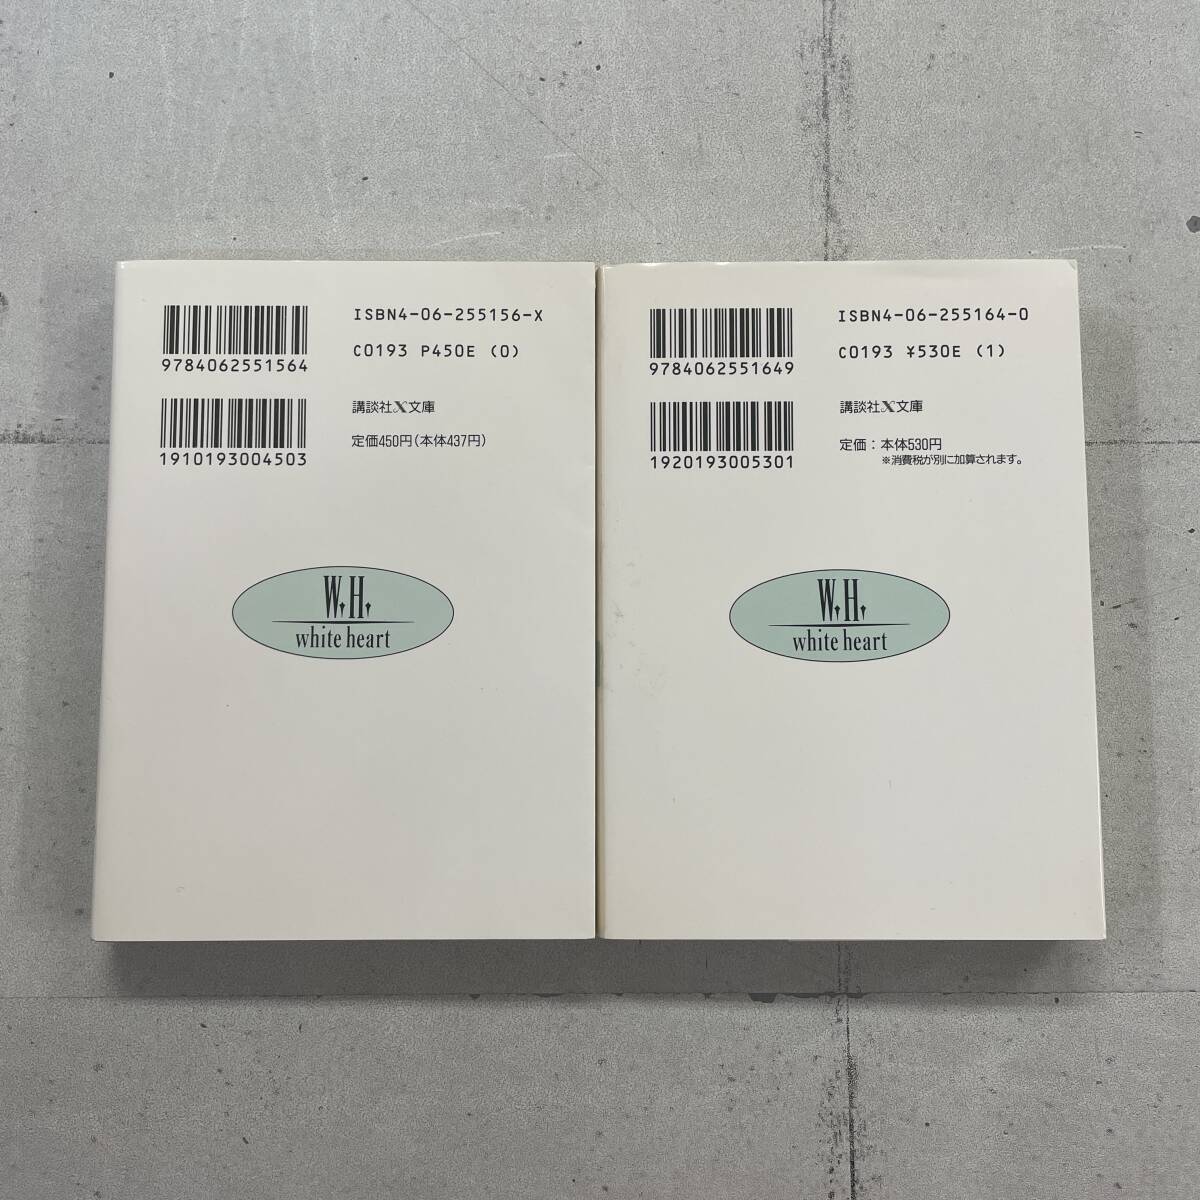 ISBN4-06-255156-X
9784062551564
C0193 P450E (0)
講談社X文庫
定価450円(本体437円)
1910193004503
W.H.
white heart
ISBN4-06-255164-0
9784062551649
C0193 ¥530E (1)
講談社X文庫
定価：本体530円
※消費税が別に加算されます。
1920193005301
W.H.
white heart